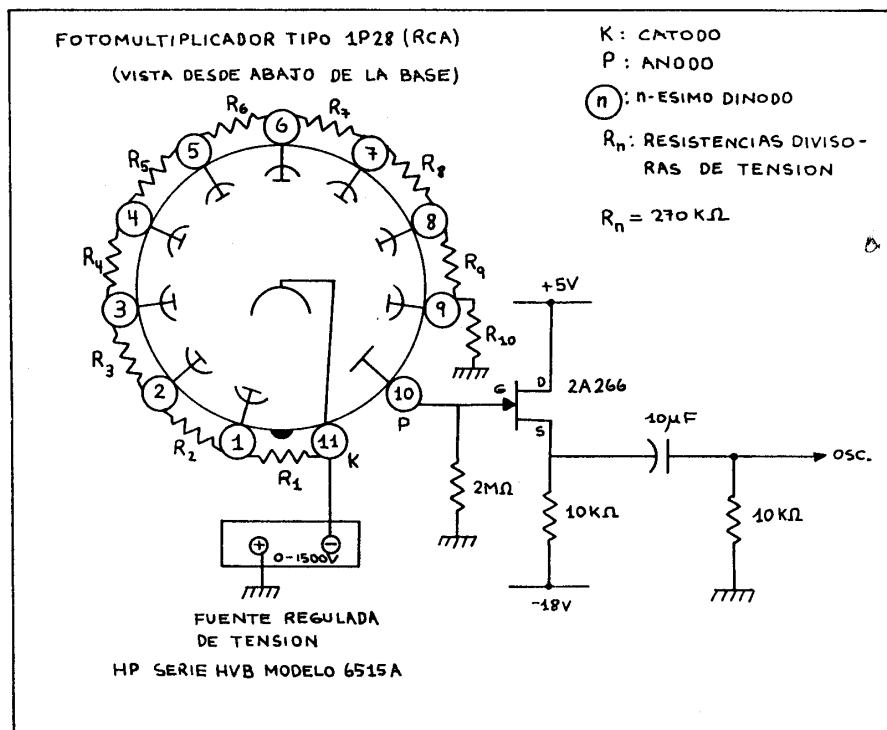 FOTOMULTIPLICADOR TIPO 1P28 (RCA)
(VISTA DESDE ABAJO DE LA BASE)
K: CATODO
P: ANODO
n : n-ESIMO DINODO
Rn: RESISTENCIAS DIVISO-
RAS DE TENSION
Rn = 270 KΩ
R6
R7
6
5
7
R5
R8
4
8
R4
R9
3
9
R10
R3
2
10
P
R2
1
11
K
R1
+5V
G
D
S
2A266
10μF
OSC.
2MΩ
10KΩ
10KΩ
-18V
+
−
0-1500V
FUENTE REGULADA
DE TENSION
HP SERIE HVB MODELO 6515A